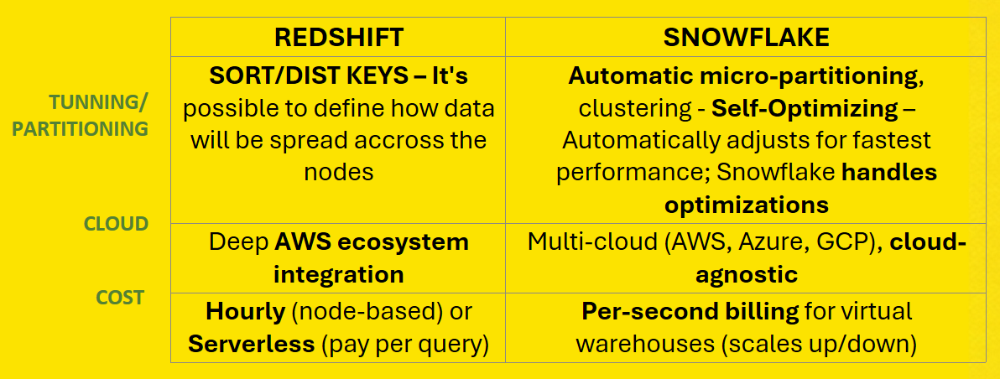 REDSHIFT
SNOWFLAKE
TUNNING/
PARTITIONING
SORT/DIST KEYS – It's
possible to define how data
will be spread accross the
nodes
Automatic micro-partitioning,
clustering - Self-Optimizing –
Automatically adjusts for fastest
performance; Snowflake handles
optimizations
CLOUD
Deep AWS ecosystem
integration
Multi-cloud (AWS, Azure, GCP), cloud-
agnostic
COST
Hourly (node-based) or
Serverless (pay per query)
Per-second billing for virtual
warehouses (scales up/down)